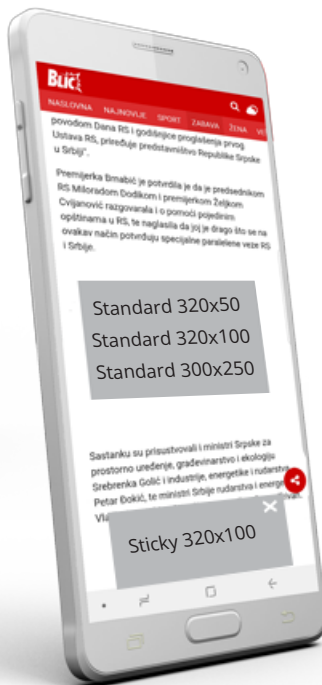 Blic
NASLOVNA NAJNOVIJE SPORT ZABAVA ŽENA VE
povodom Dana RS i godišnjice proglašenja prvog
Ustava RS, priređuje predstavništvo Republike Srpske
u Srbiji".
Premijerka Brnabić je potvrdila je da je predsednikom
RS Miloradom Dodikom i premijerkom Željkom
Cvijanović razgovarala i o pomoći pojedinim
opštinama u RS, te naglasila da joj je drago što se na
ovakav način potvrđuju specijalne paralelene veze RS
i Srbije.
Standard 320x50
Standard 320x100
Standard 300x250
Sastanku su prisustvovali i ministri Srpske za
prostorno uređenje, građevinarstvo i ekologiju
Srebrenka Golić i industrije, energetike i rudarstva
Petar Đokić, te ministri Srbije rudarstva i
Sticky 320x100